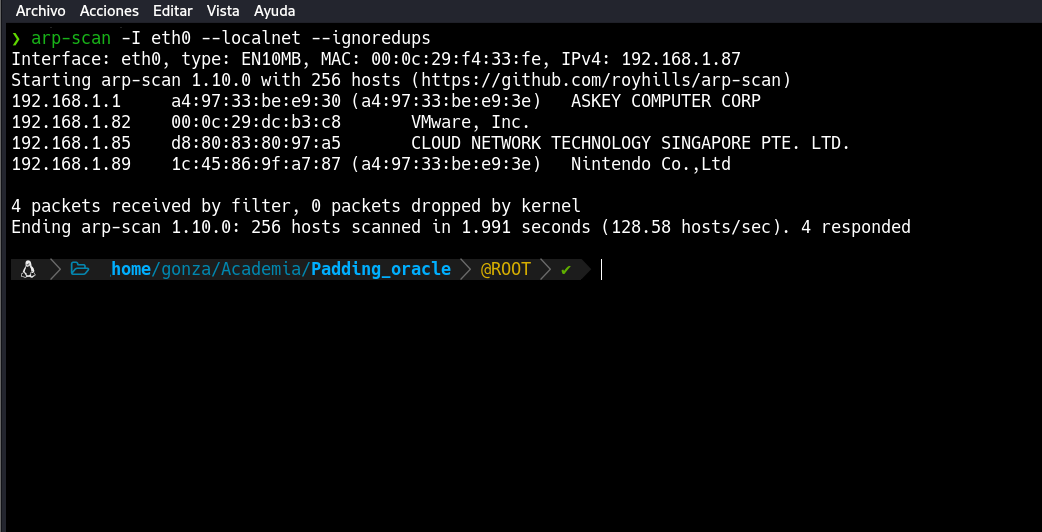 Archivo Acciones Editar Vista Ayuda
❯ arp-scan -I eth0 --localnet --ignoredups
Interface: eth0, type: EN10MB, MAC: 00:0c:29:f4:33:fe, IPv4: 192.168.1.87
Starting arp-scan 1.10.0 with 256 hosts (https://github.com/royhills/arp-scan)
192.168.1.1 a4:97:33:be:e9:30 (a4:97:33:be:e9:3e) ASKEY COMPUTER CORP
192.168.1.82 00:0c:29:dc:b3:c8 VMware, Inc.
192.168.1.85 d8:80:83:80:97:a5 CLOUD NETWORK TECHNOLOGY SINGAPORE PTE. LTD.
192.168.1.89 1c:45:86:9f:a7:87 (a4:97:33:be:e9:3e) Nintendo Co.,Ltd
4 packets received by filter, 0 packets dropped by kernel
Ending arp-scan 1.10.0: 256 hosts scanned in 1.991 seconds (128.58 hosts/sec). 4 responded
home/gonza/Academia/Padding_oracle @ROOT ✔